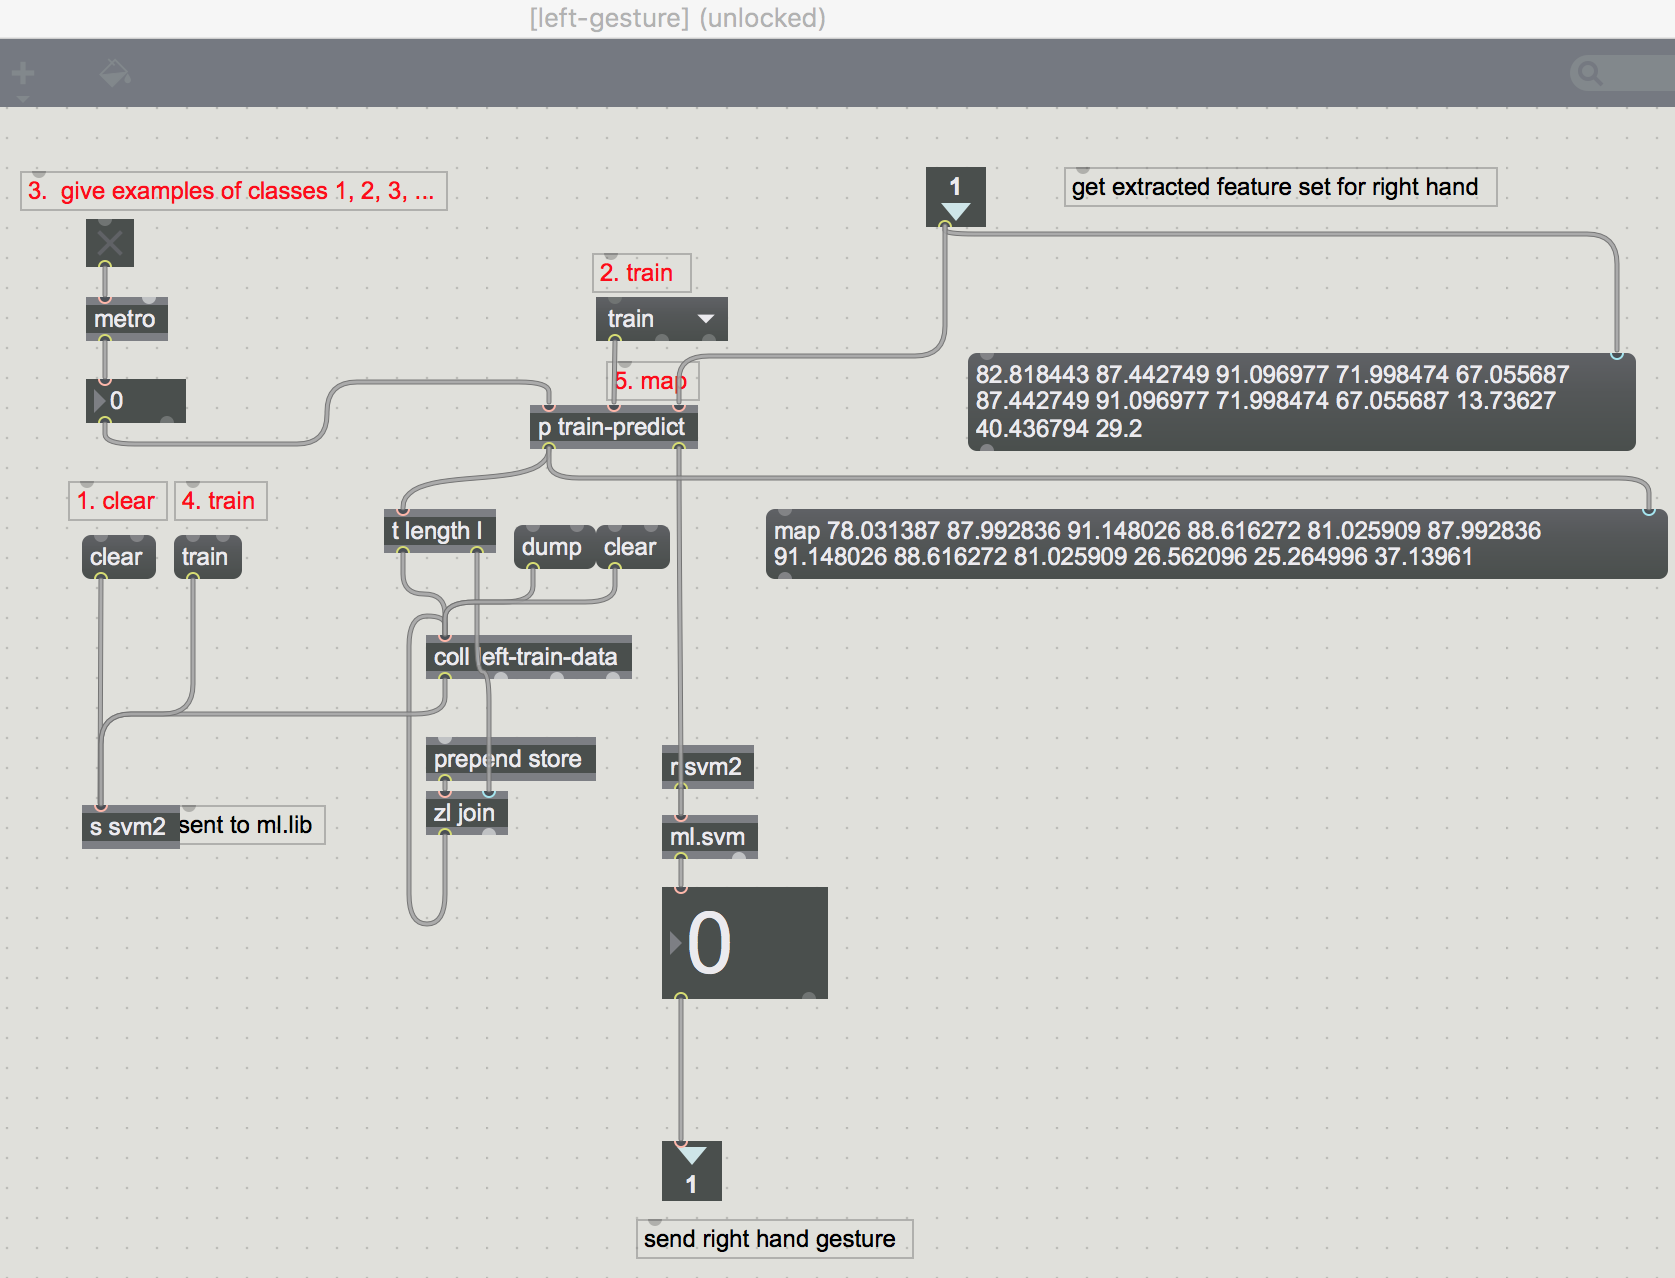 [left-gesture] (unlocked)
3. give examples of classes 1, 2, 3, ...
1
get extracted feature set for right hand
2. train
metro
train
5. map
0
82.818443 87.442749 91.096977 71.998474 67.055687
87.442749 91.096977 71.998474 67.055687 13.73627
40.436794 29.2
p train-predict
1. clear
4. train
t length l
dump
clear
map 78.031387 87.992836 91.148026 88.616272 81.025909 87.992836
91.148026 88.616272 81.025909 26.562096 25.264996 37.13961
clear
train
coll left-train-data
prepend store
r svm2
zl join
s svm2
sent to ml.lib
ml.svm
0
1
send right hand gesture